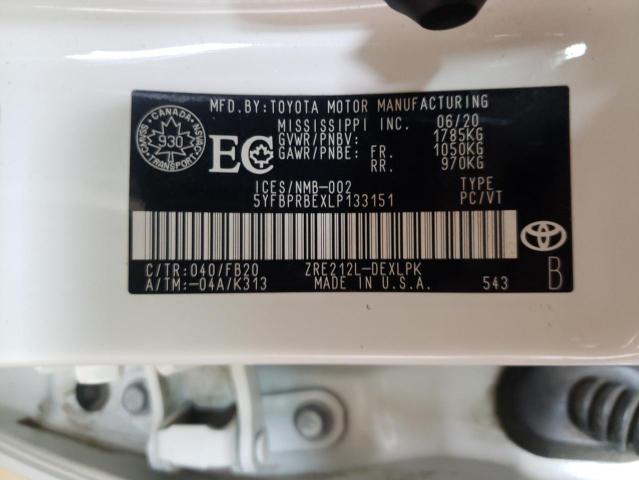 MFD.BY:TOYOTA MOTOR MANUFACTURING
MISSISSIPPI INC. 06/20
GVWR/PNBV: 1785KG
GAWR/PNBE: FR. 1050KG
RR. 970KG
CANADA
930
TRANSPORT
CMVSS
NSVAC
EC
ICES/NMB-002 TYPE
5YFBPRBEXLP133151 PC/VT
C/TR:040/FB20 ZRE212L-DEXLPK
A/TM:-04A/K313 MADE IN U.S.A. 543
B